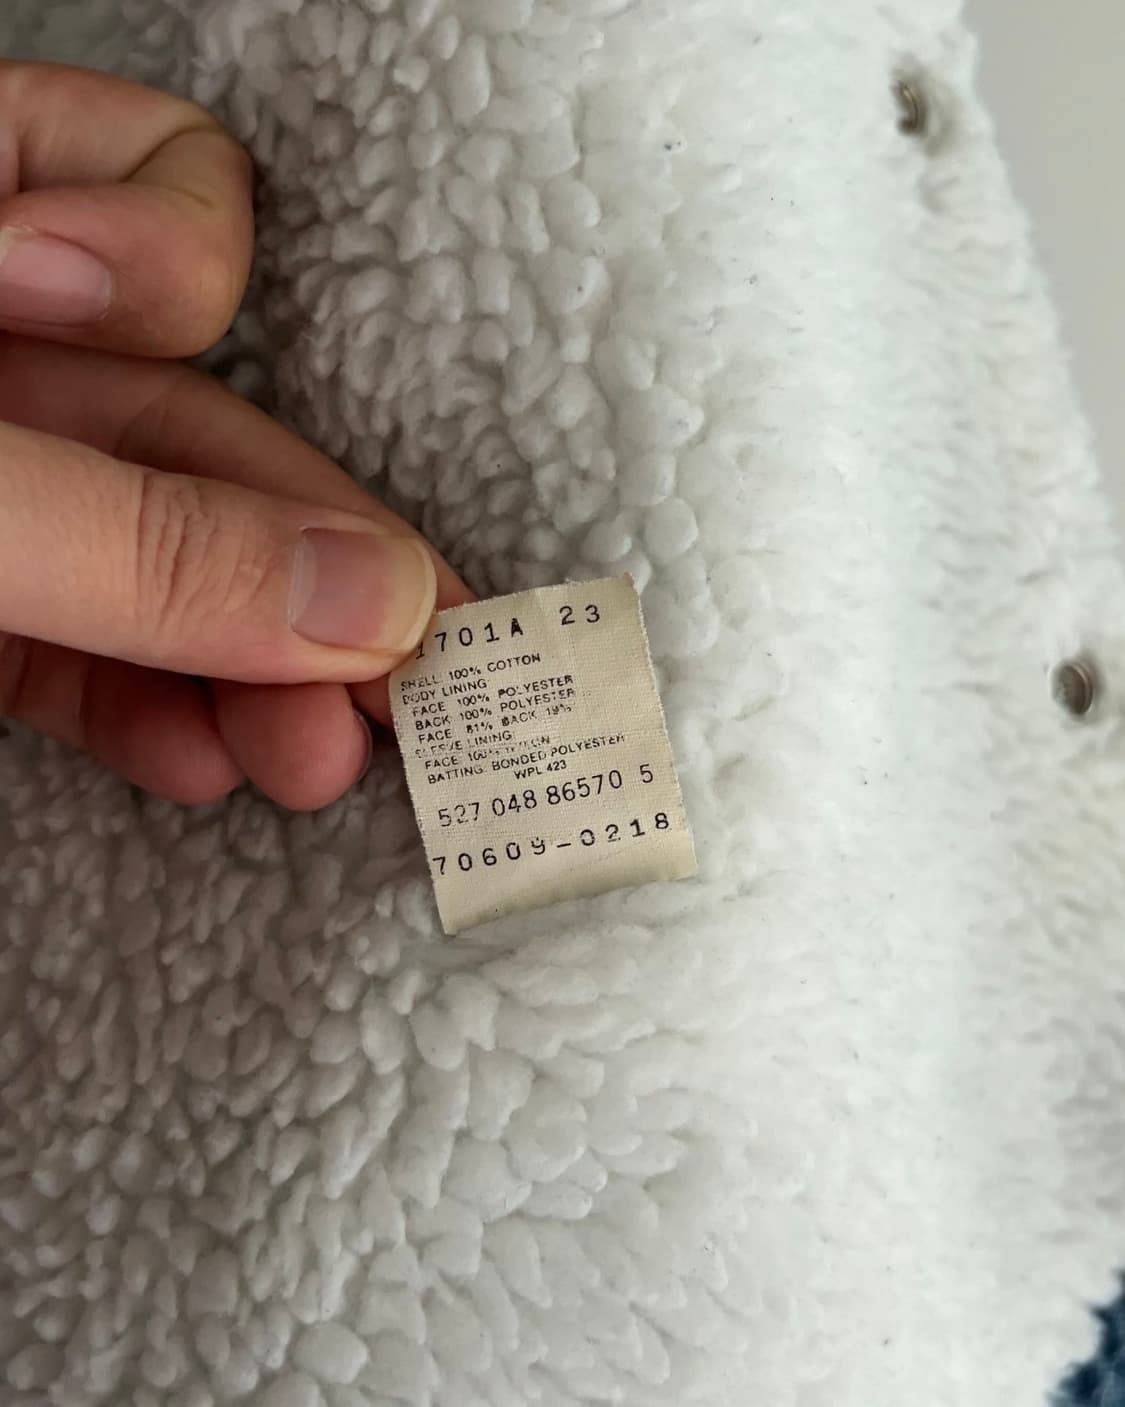 1701A 23
SHELL: 100% COTTON
BODY LINING:
FACE 100% POLYESTER
BACK 100% POLYESTER
FACE 81% BACK 19%
SLEEVE LINING:
FACE 100%
BATTING: BONDED POLYESTER
WPL 423
527 048 86570 5
70609-0218